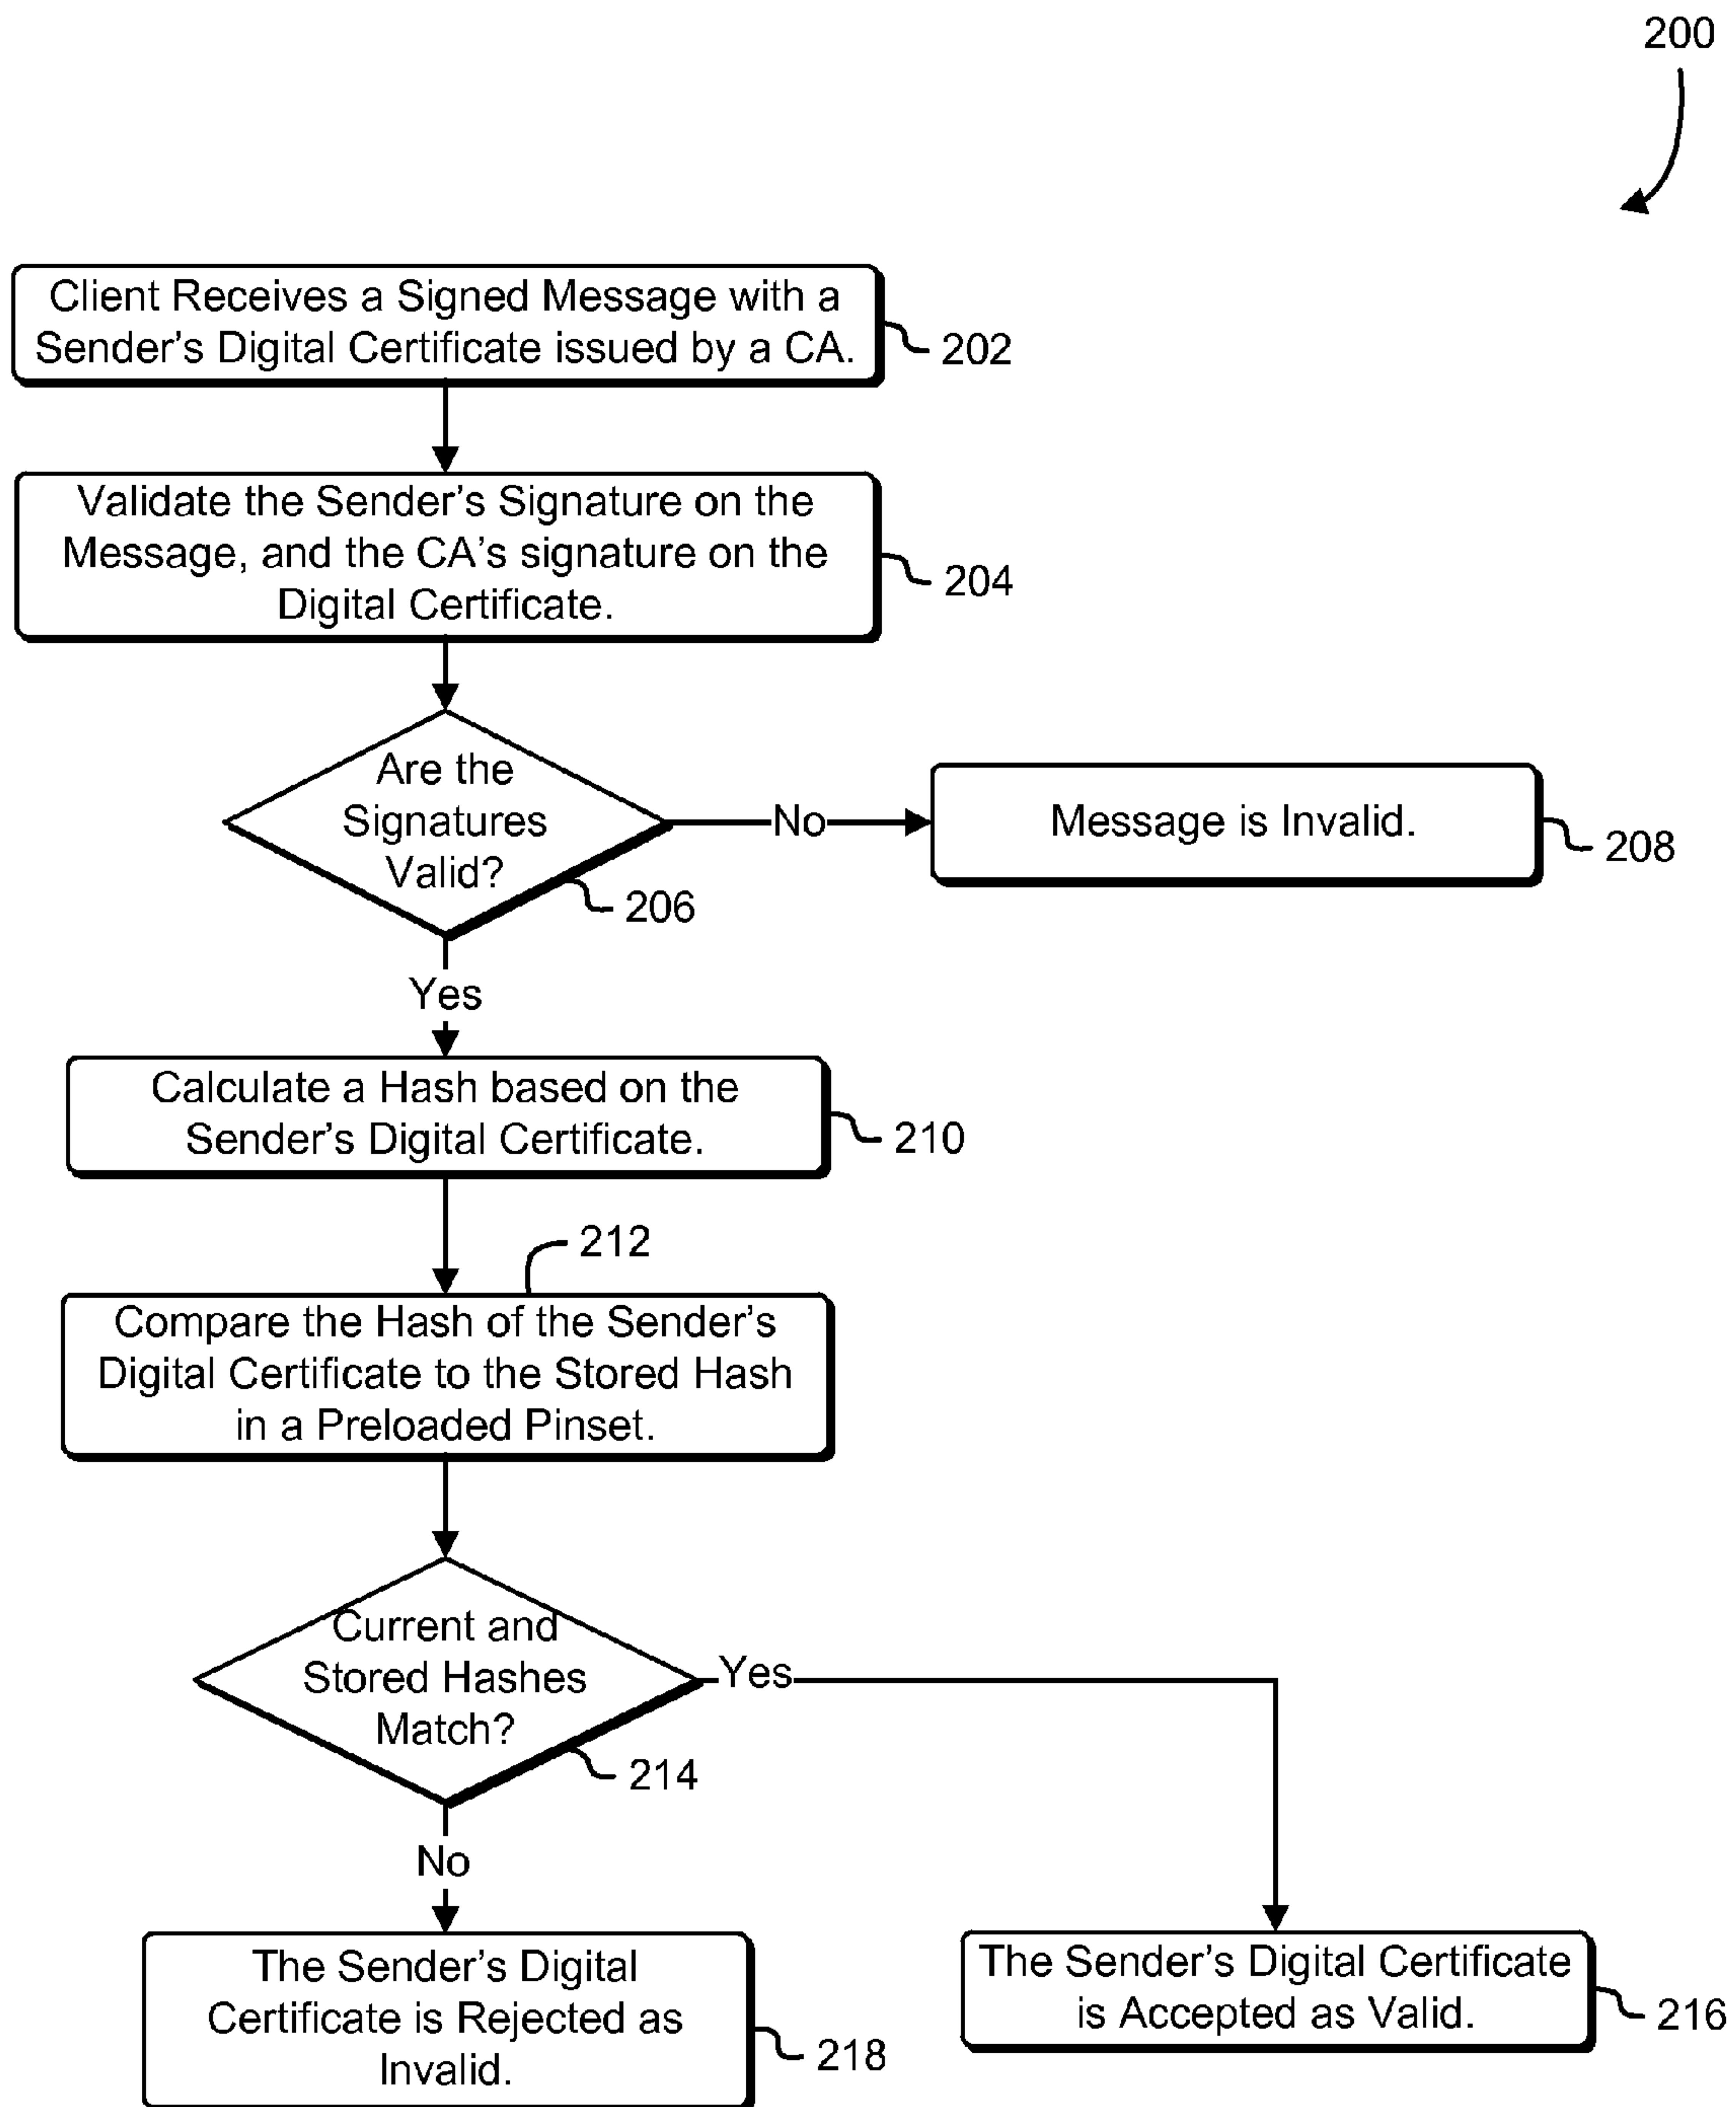 200
Client Receives a Signed Message with a
Sender's Digital Certificate issued by a CA.
202
Validate the Sender's Signature on the
Message, and the CA's signature on the
Digital Certificate.
204
Are the
Signatures
Valid?
206
No
Message is Invalid.
208
Yes
Calculate a Hash based on the
Sender's Digital Certificate.
210
212
Compare the Hash of the Sender's
Digital Certificate to the Stored Hash
in a Preloaded Pinset.
Current and
Stored Hashes
Match?
214
Yes
No
The Sender's Digital
Certificate is Rejected as
Invalid.
218
The Sender's Digital Certificate
is Accepted as Valid.
216